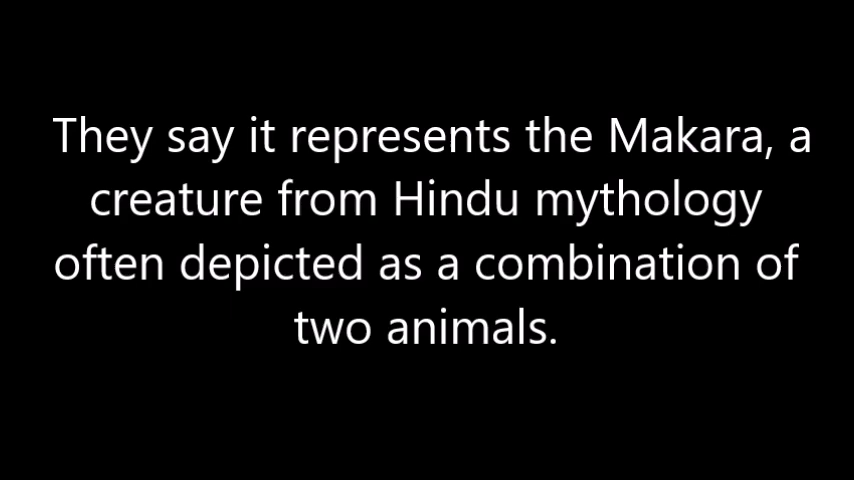 They say it represents the Makara, a
creature from Hindu mythology
often depicted as a combination of
two animals.